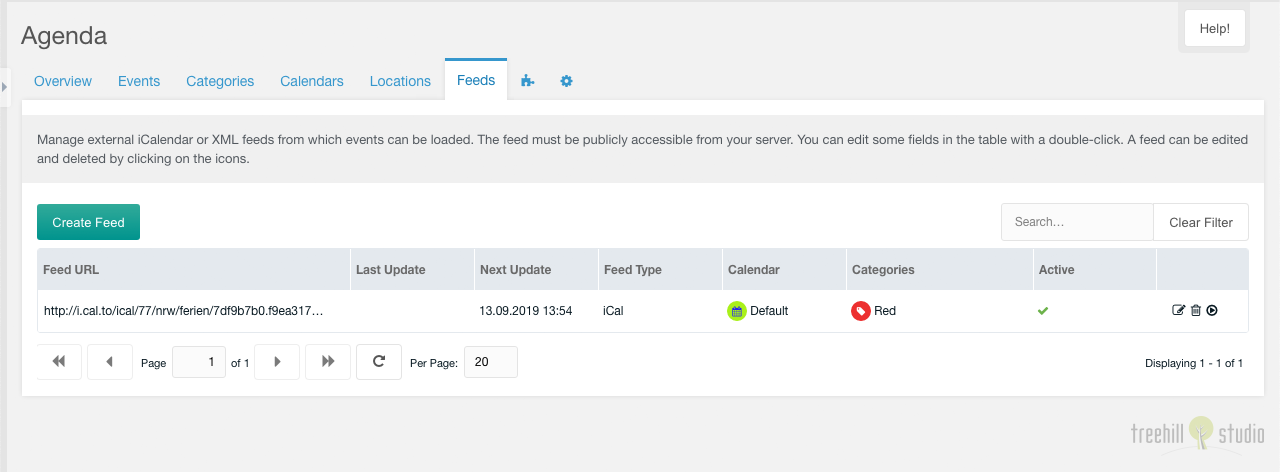 Agenda
Help!
Overview Events Categories Calendars Locations Feeds
Manage external iCalendar or XML feeds from which events can be loaded. The feed must be publicly accessible from your server. You can edit some fields in the table with a double-click. A feed can be edited
and deleted by clicking on the icons.
Create Feed Search... Clear Filter
Feed URL Last Update Next Update Feed Type Calendar Categories Active
http://i.cal.to/ical/77/nrw/ferien/7df9b7b0.f9ea317... 13.09.2019 13:54 iCal Default Red
Page 1 of 1 Per Page: 20 Displaying 1 - 1 of 1
treehill studio